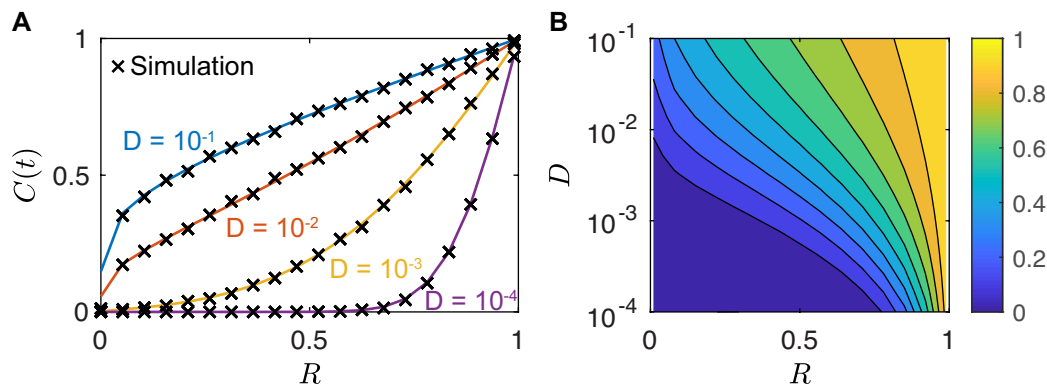 A
B
× Simulation
D = 10⁻¹
D = 10⁻²
D = 10⁻³
D = 10⁻⁴
C(t)
1
0.5
0
0
0.5
1
R
D
10⁻¹
10⁻²
10⁻³
10⁻⁴
0
0.5
1
R
1
0.8
0.6
0.4
0.2
0